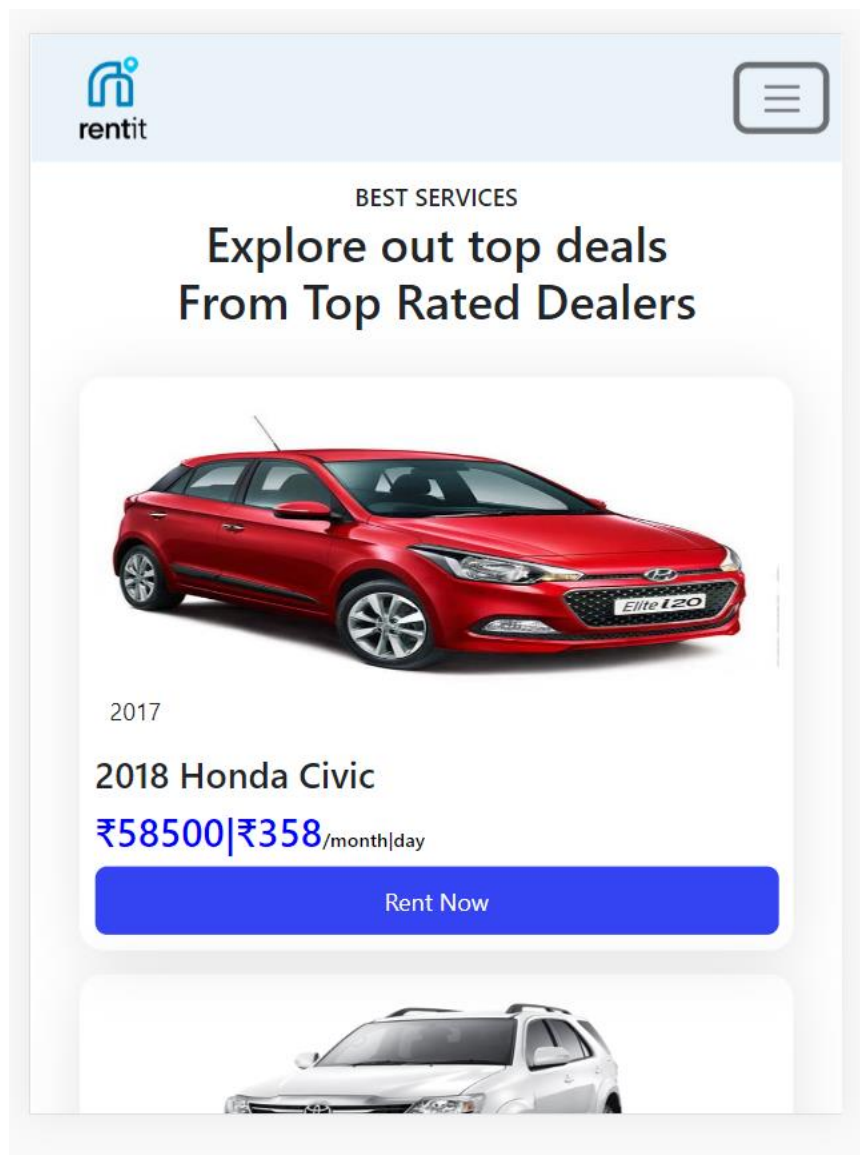 rentit
BEST SERVICES
Explore out top deals
From Top Rated Dealers
Elite i20
2017
2018 Honda Civic
₹58500|₹358/month|day
Rent Now